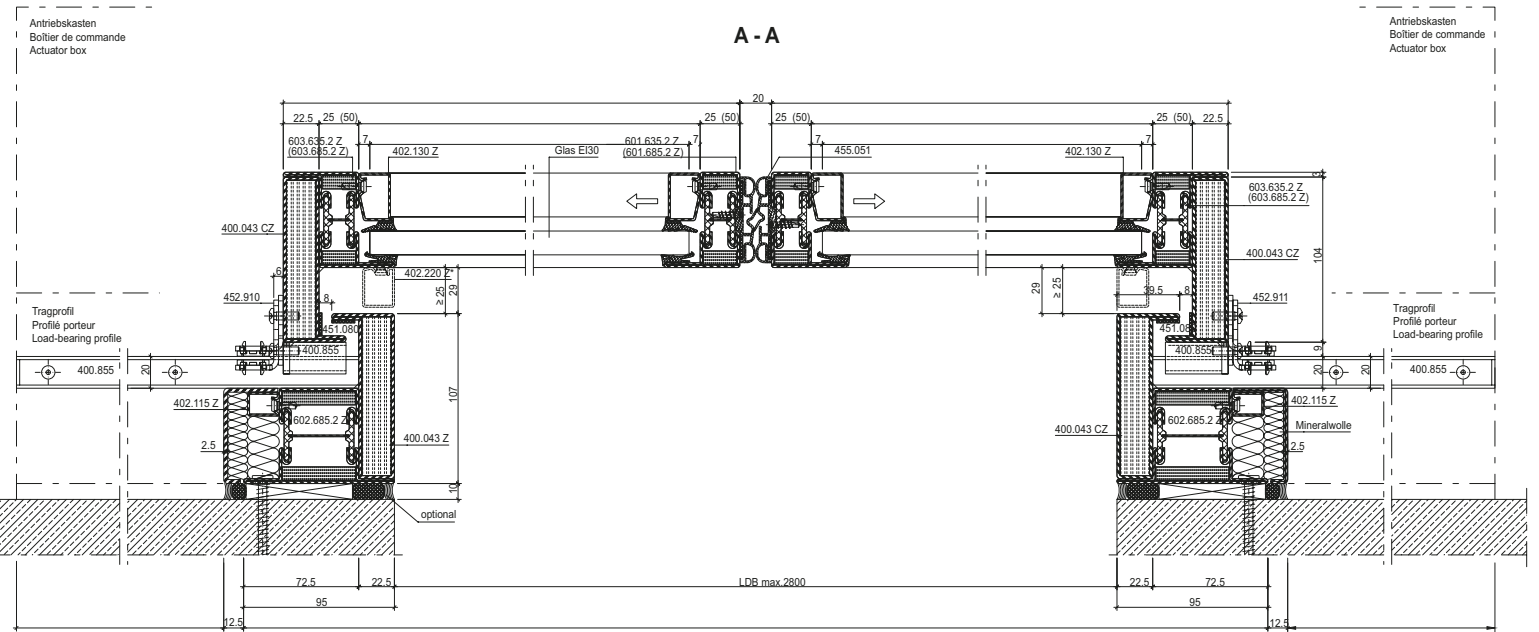 Antriebskasten
Boîtier de commande
Actuator box
A - A
Antriebskasten
Boîtier de commande
Actuator box
20
22.5
25 (50)
25 (50)
25 (50)
25 (50)
22.5
603.635.2 Z
(603.685.2 Z)
7
402.130 Z
Glas EI30
601.635.2 Z
(601.685.2 Z)
7
7
455.051
402.130 Z
7
3
603.635.2 Z
(603.685.2 Z)
400.043 CZ
400.043 CZ
104
6
402.220 Z*
≥ 25
29
29
≥ 25
39.5
8
452.910
8
452.911
Tragprofil
Profilé porteur
Load-bearing profile
451.080
451.08
Tragprofil
Profilé porteur
Load-bearing profile
400.855
400.855
9
400.855
20
20
20
400.855
107
402.115 Z
602.685.2 Z
602.685.2 Z
402.115 Z
400.043 Z
400.043 CZ
Mineralwolle
2.5
2.5
10
optional
72.5
22.5
LDB max.2800
22.5
72.5
95
95
12.5
12.5